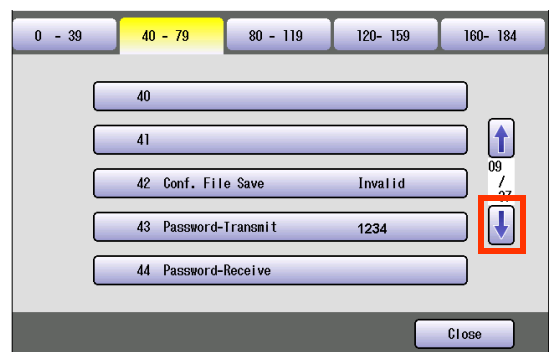 0 - 39
40 - 79
80 - 119
120- 159
160- 184
40
41
42 Conf. File Save Invalid
43 Password-Transmit 1234
44 Password-Receive
09
/
37
Close